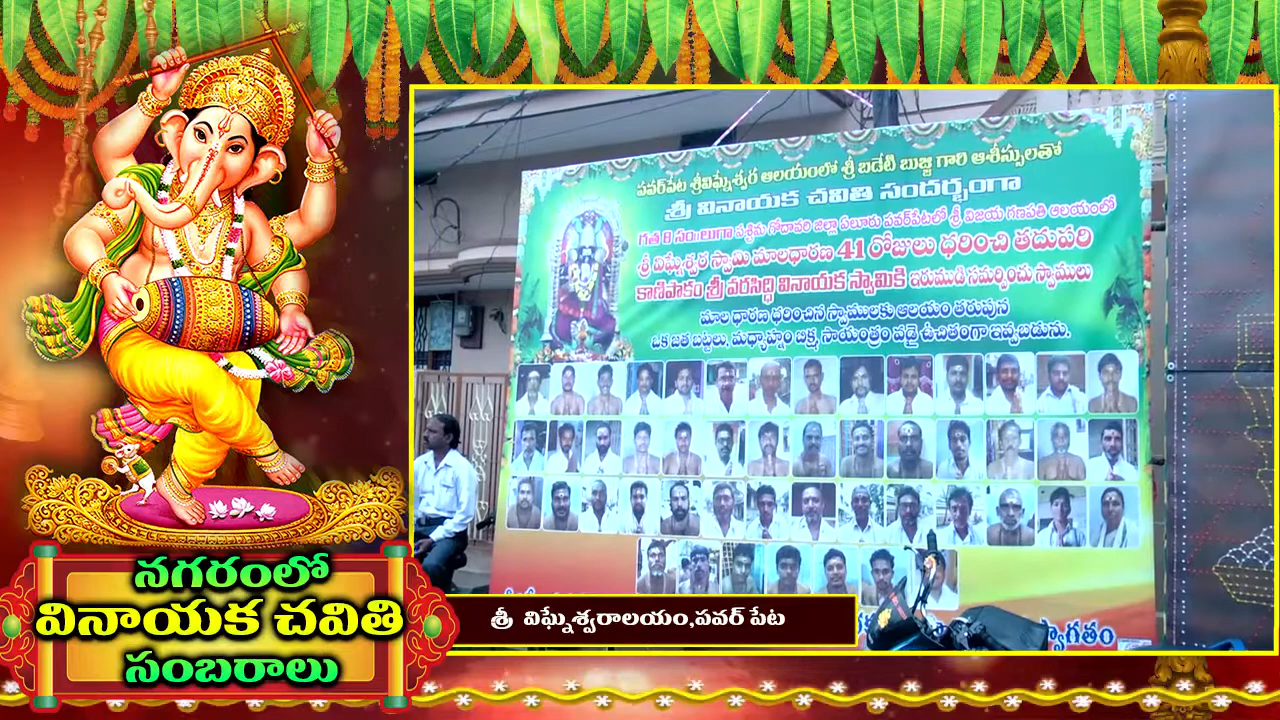 పవర్‌పేట శ్రీవిఘ్నేశ్వర ఆలయంలో శ్రీ బడేటి బుజ్జి గారి ఆశీస్సులతో
శ్రీ వినాయక చవితి సందర్భంగా
గత 8 సం॥లుగా పశ్చిమ గోదావరి జిల్లా ఏలూరు పవర్‌పేటలో శ్రీ విజయ గణపతి ఆలయంలో
శ్రీ విఘ్నేశ్వర స్వామి మాలధారణ 41 రోజులు ధరించి తదుపరి
కాణిపాకం శ్రీ వరసిద్ధి వినాయక స్వామికి ఇరుముడి సమర్పించు స్వాములు
మాల ధారణ ధరించిన స్వాములకు ఆలయం తరుపున
ఒక జత బట్టలు, మధ్యాహ్నం బిక్ష, సాయంత్రం వడై ఉచితంగా ఇవ్వబడును.
శ్రీ విఘ్నేశ్వరాలయం,పవర్ పేట
నగరంలో
వినాయక చవితి
సంబరాలు